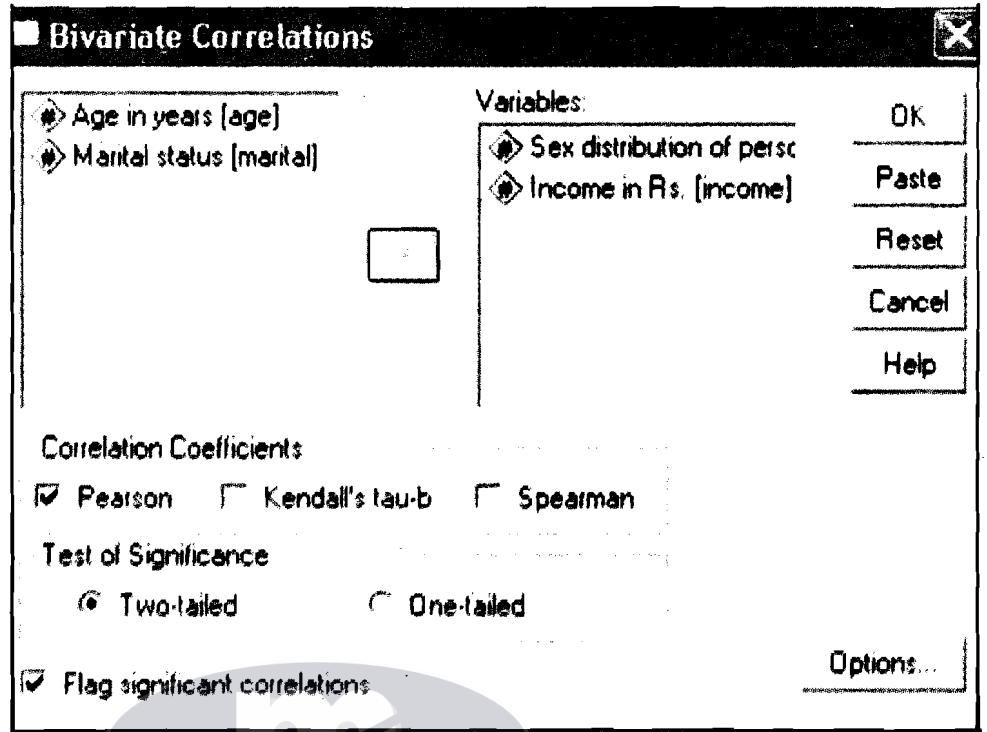 Bivariate Correlations
Age in years (age)
Marital status (marital)
Variables:
Sex distribution of persc
Income in Rs. (income)
OK
Paste
Reset
Cancel
Help
Correlation Coefficients
Pearson Kendall's tau-b Spearman
Test of Significance
Two-tailed One-tailed
Flag significant correlations
Options...